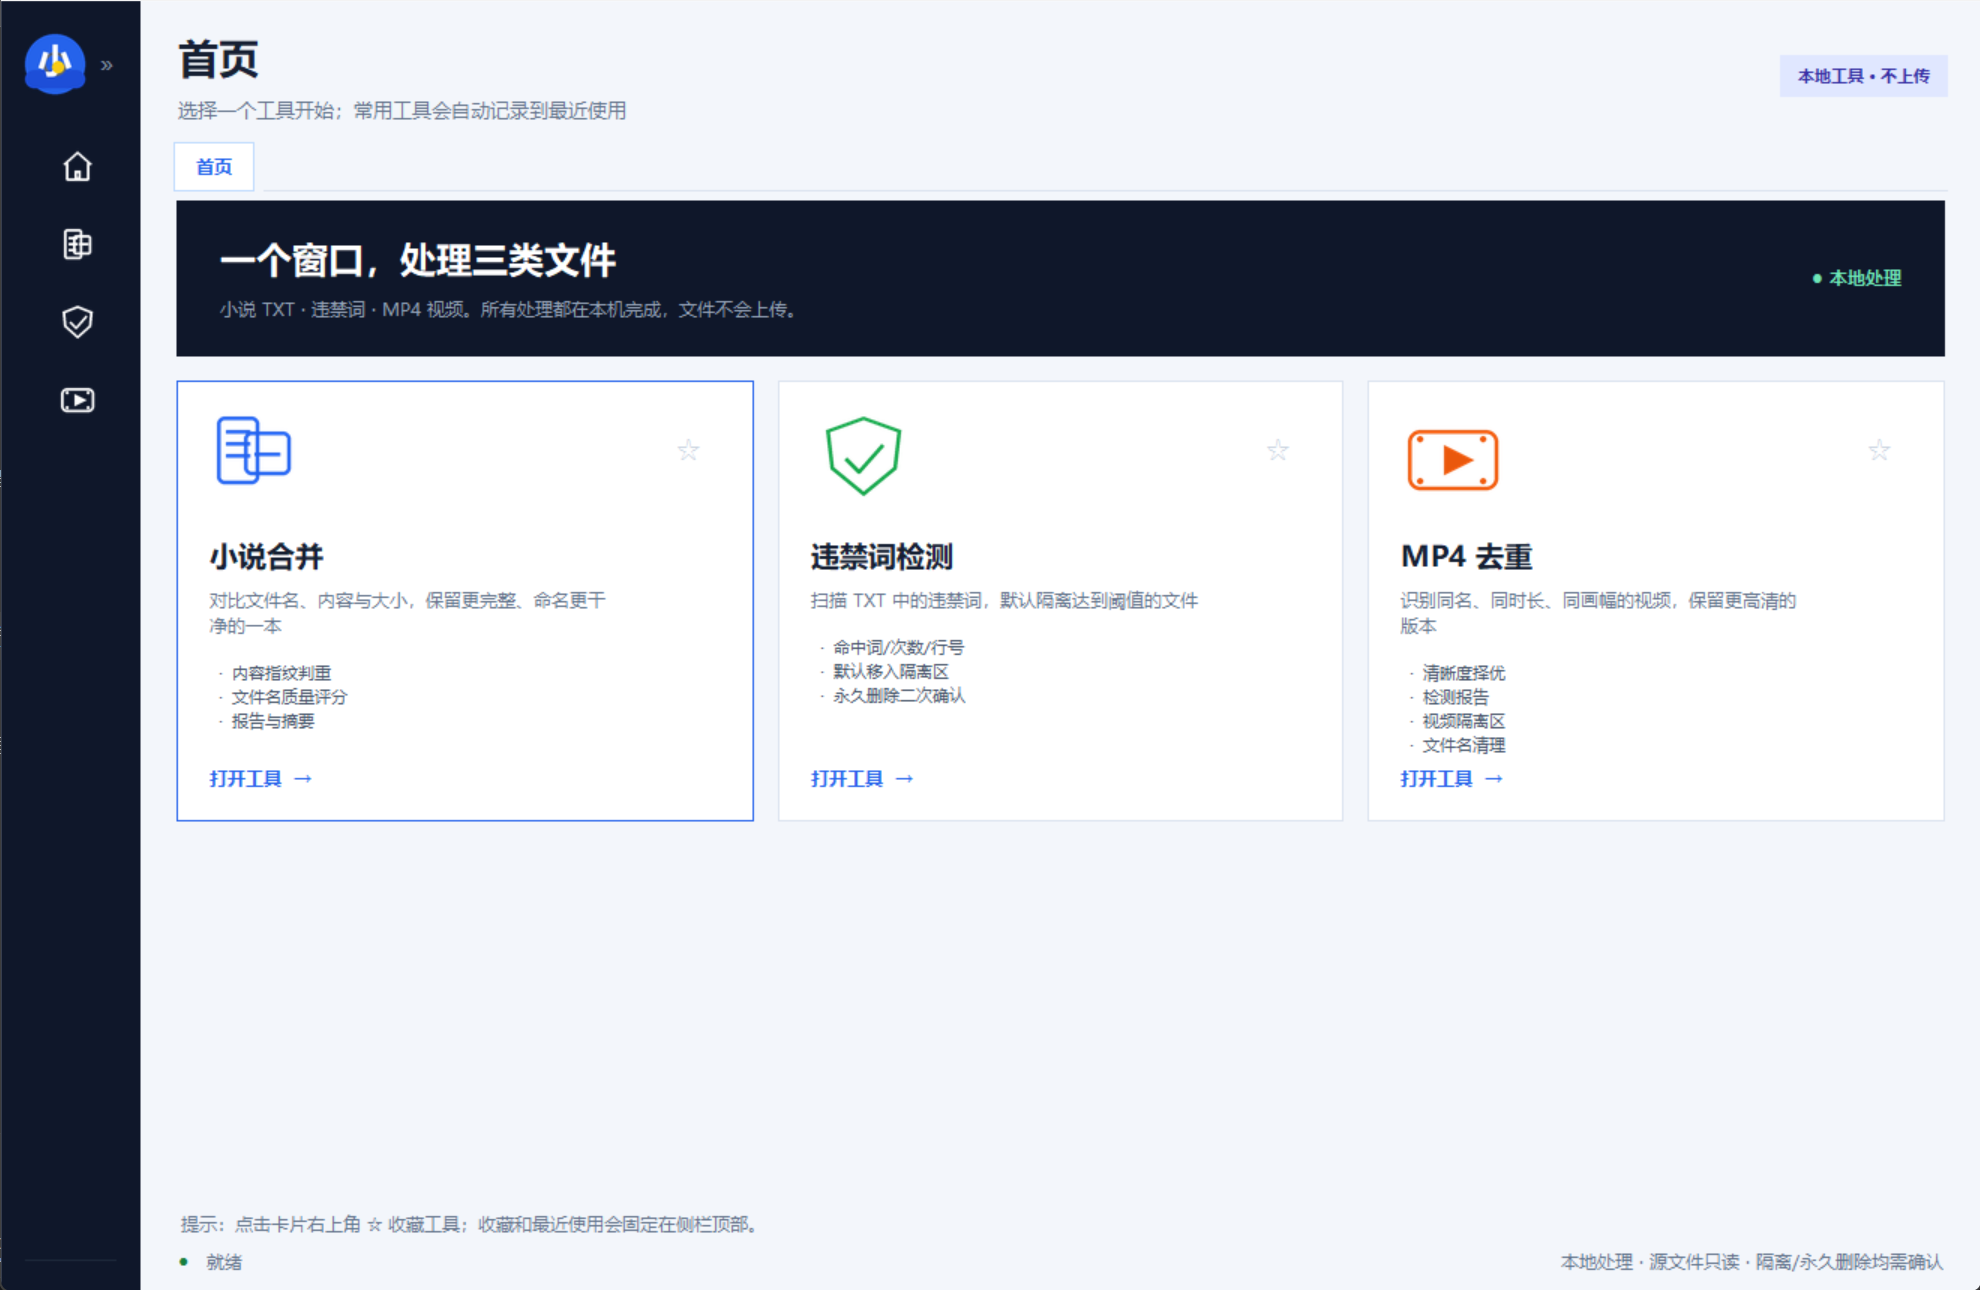 小 »
首页
选择一个工具开始；常用工具会自动记录到最近使用
本地工具 • 不上传
首页
一个窗口，处理三类文件
小说 TXT · 违禁词 · MP4 视频。所有处理都在本机完成，文件不会上传。
● 本地处理
☆
小说合并
对比文件名、内容与大小，保留更完整、命名更干
净的一本
· 内容指纹判重
· 文件名质量评分
· 报告与摘要
打开工具 →
☆
违禁词检测
扫描 TXT 中的违禁词，默认隔离达到阈值的文件
· 命中词/次数/行号
· 默认移入隔离区
· 永久删除二次确认
打开工具 →
☆
MP4 去重
识别同名、同时长、同画幅的视频，保留更高清的
版本
· 清晰度择优
· 检测报告
· 视频隔离区
· 文件名清理
打开工具 →
提示：点击卡片右上角 ☆ 收藏工具；收藏和最近使用会固定在侧栏顶部。
● 就绪
本地处理 · 源文件只读 · 隔离/永久删除均需确认